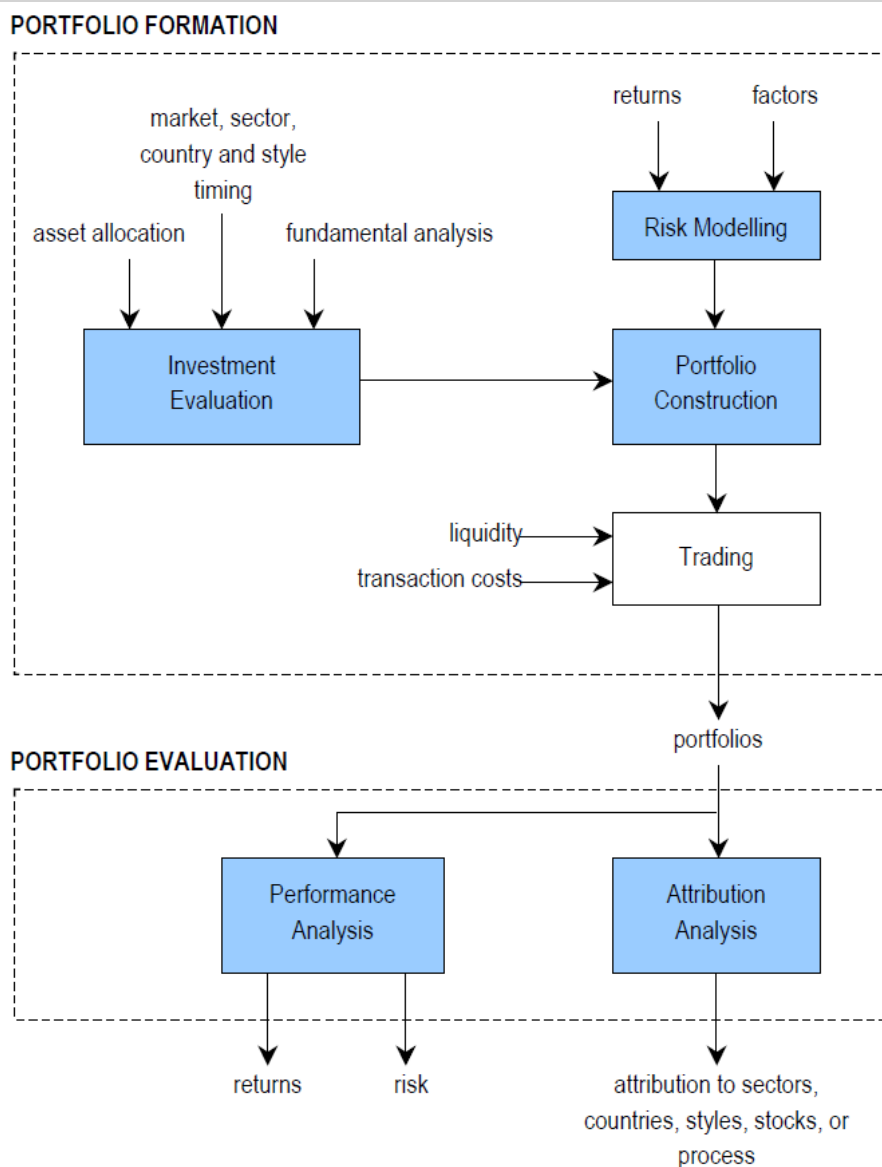 PORTFOLIO FORMATION
returns
factors
market, sector,
country and style
timing
asset allocation
fundamental analysis
Risk Modelling
Investment
Evaluation
Portfolio
Construction
liquidity
transaction costs
Trading
portfolios
PORTFOLIO EVALUATION
Performance
Analysis
Attribution
Analysis
returns
risk
attribution to sectors,
countries, styles, stocks, or
process